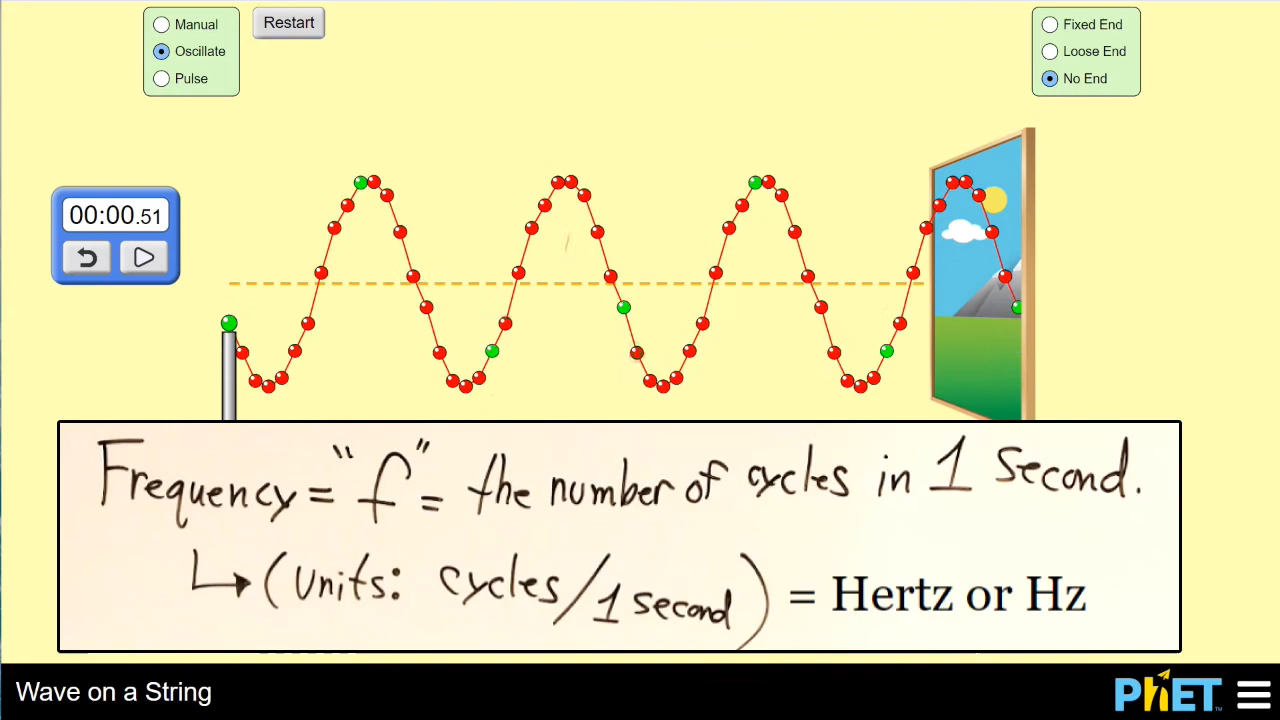 Manual
Oscillate
Pulse
Restart
Fixed End
Loose End
No End
00:00.51
Frequency = "f" = the number of cycles in 1 second.
↳ (units: cycles/1 second) = Hertz or Hz
Wave on a String
PhET